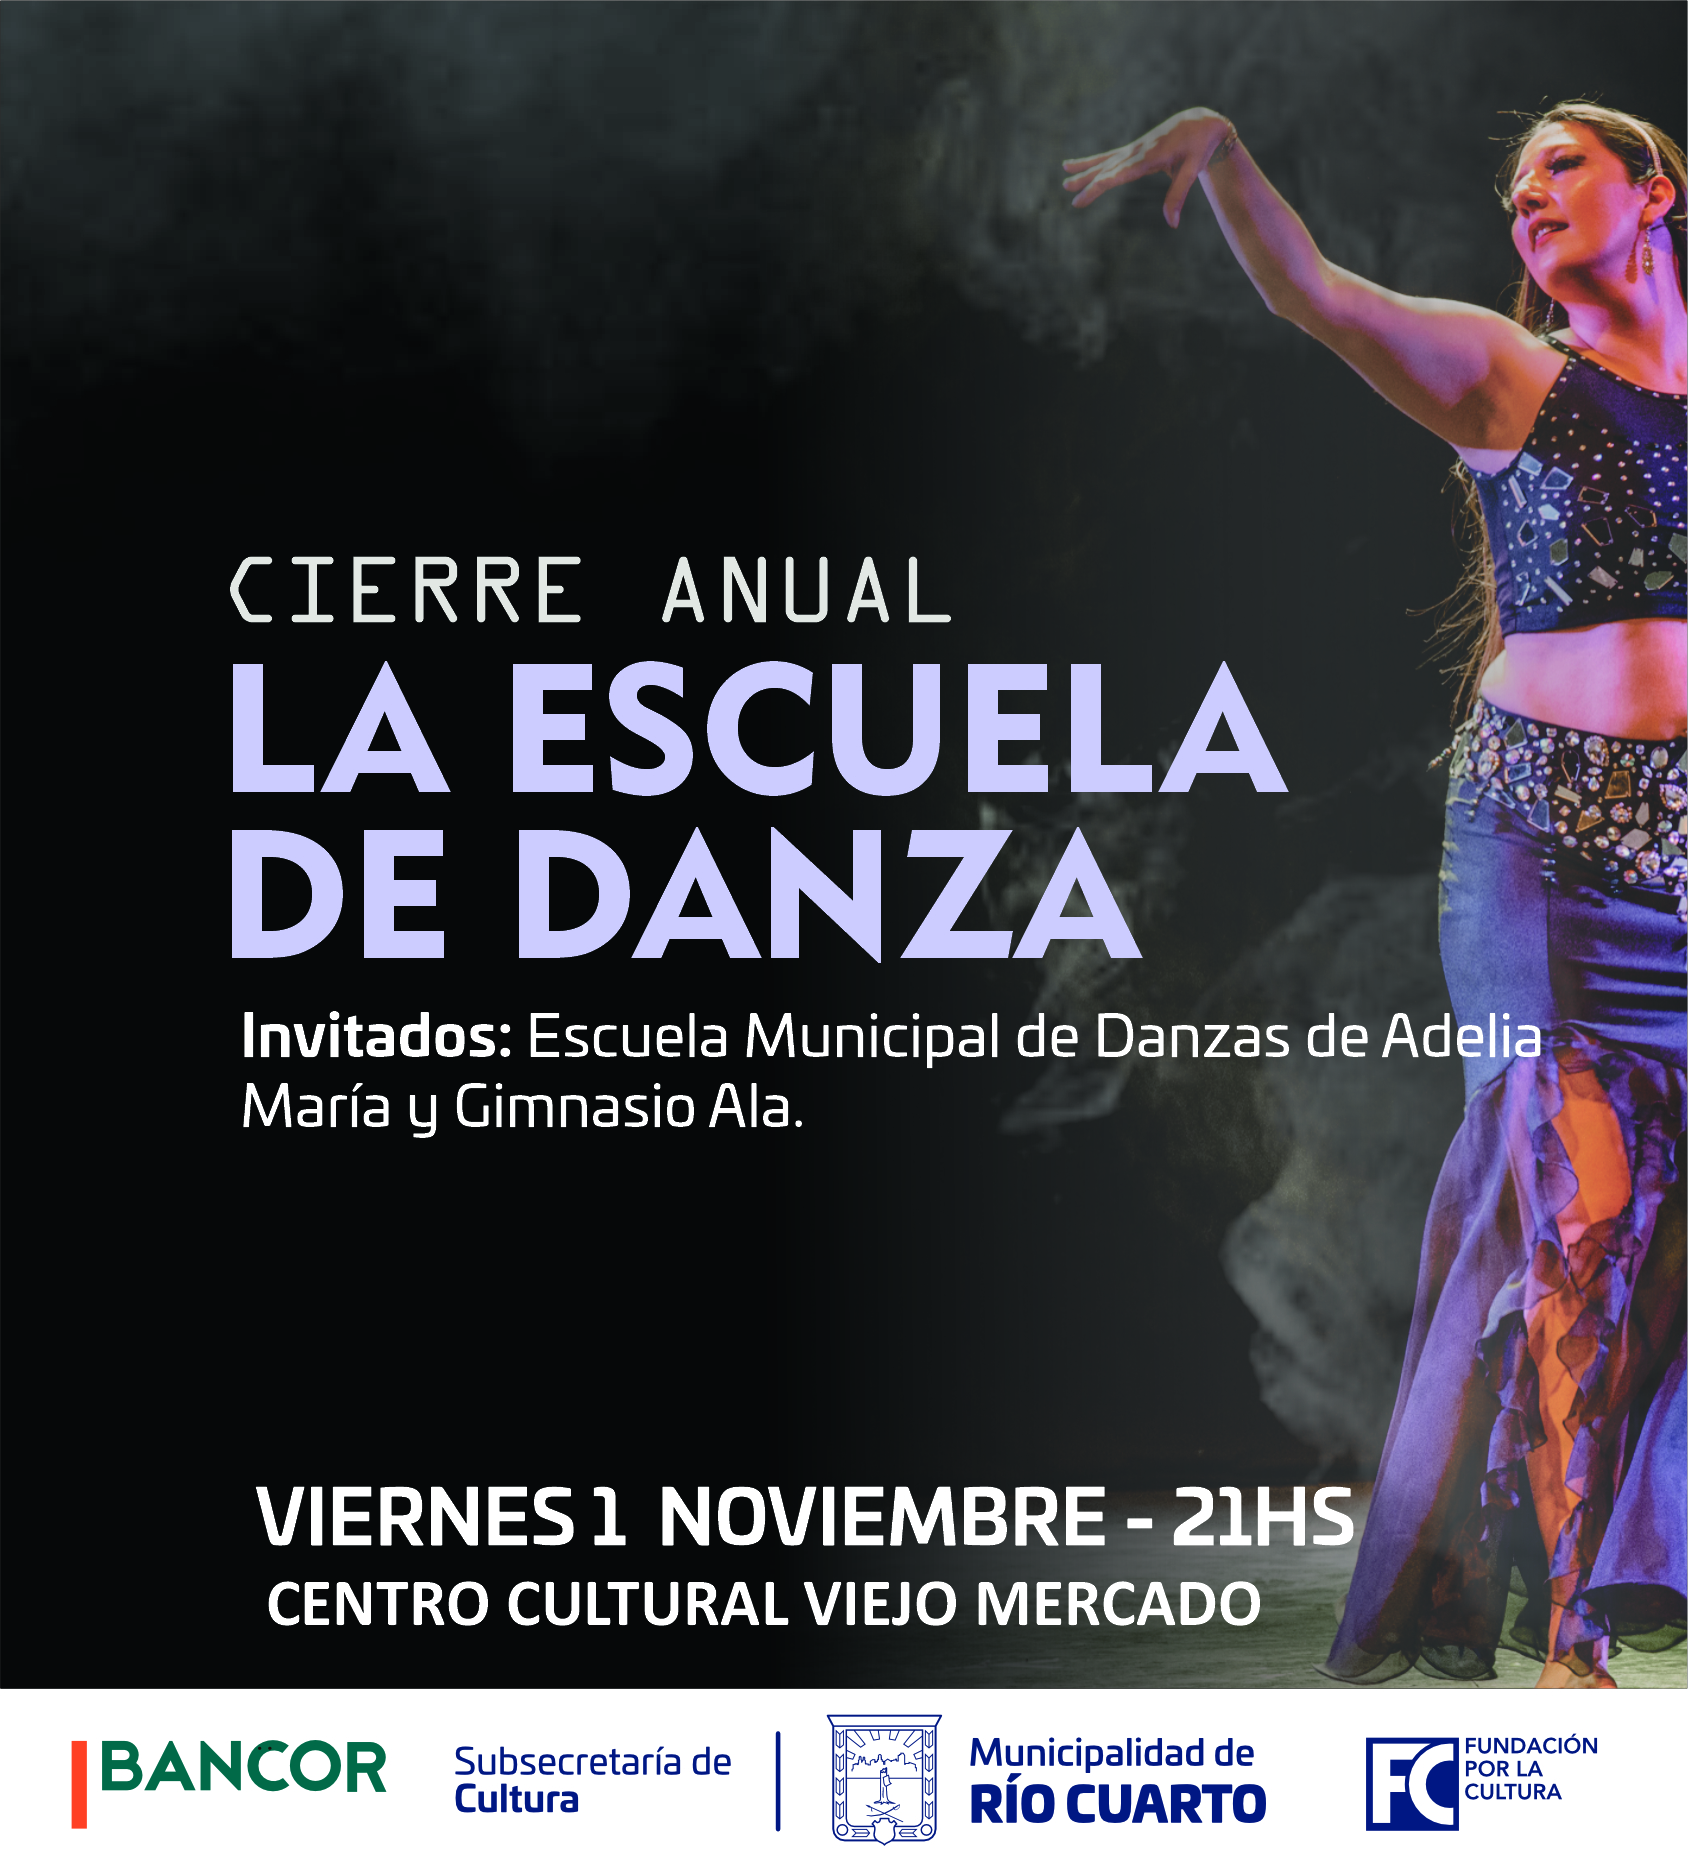 CIERRE ANUAL
LA ESCUELA
DE DANZA
Invitados: Escuela Municipal de Danzas de Adelia
María y Gimnasio Ala.
VIERNES 1 NOVIEMBRE - 21HS
CENTRO CULTURAL VIEJO MERCADO
BANCOR
Subsecretaría de
Cultura
Municipalidad de
RÍO CUARTO
FC
FUNDACIÓN
POR LA
CULTURA